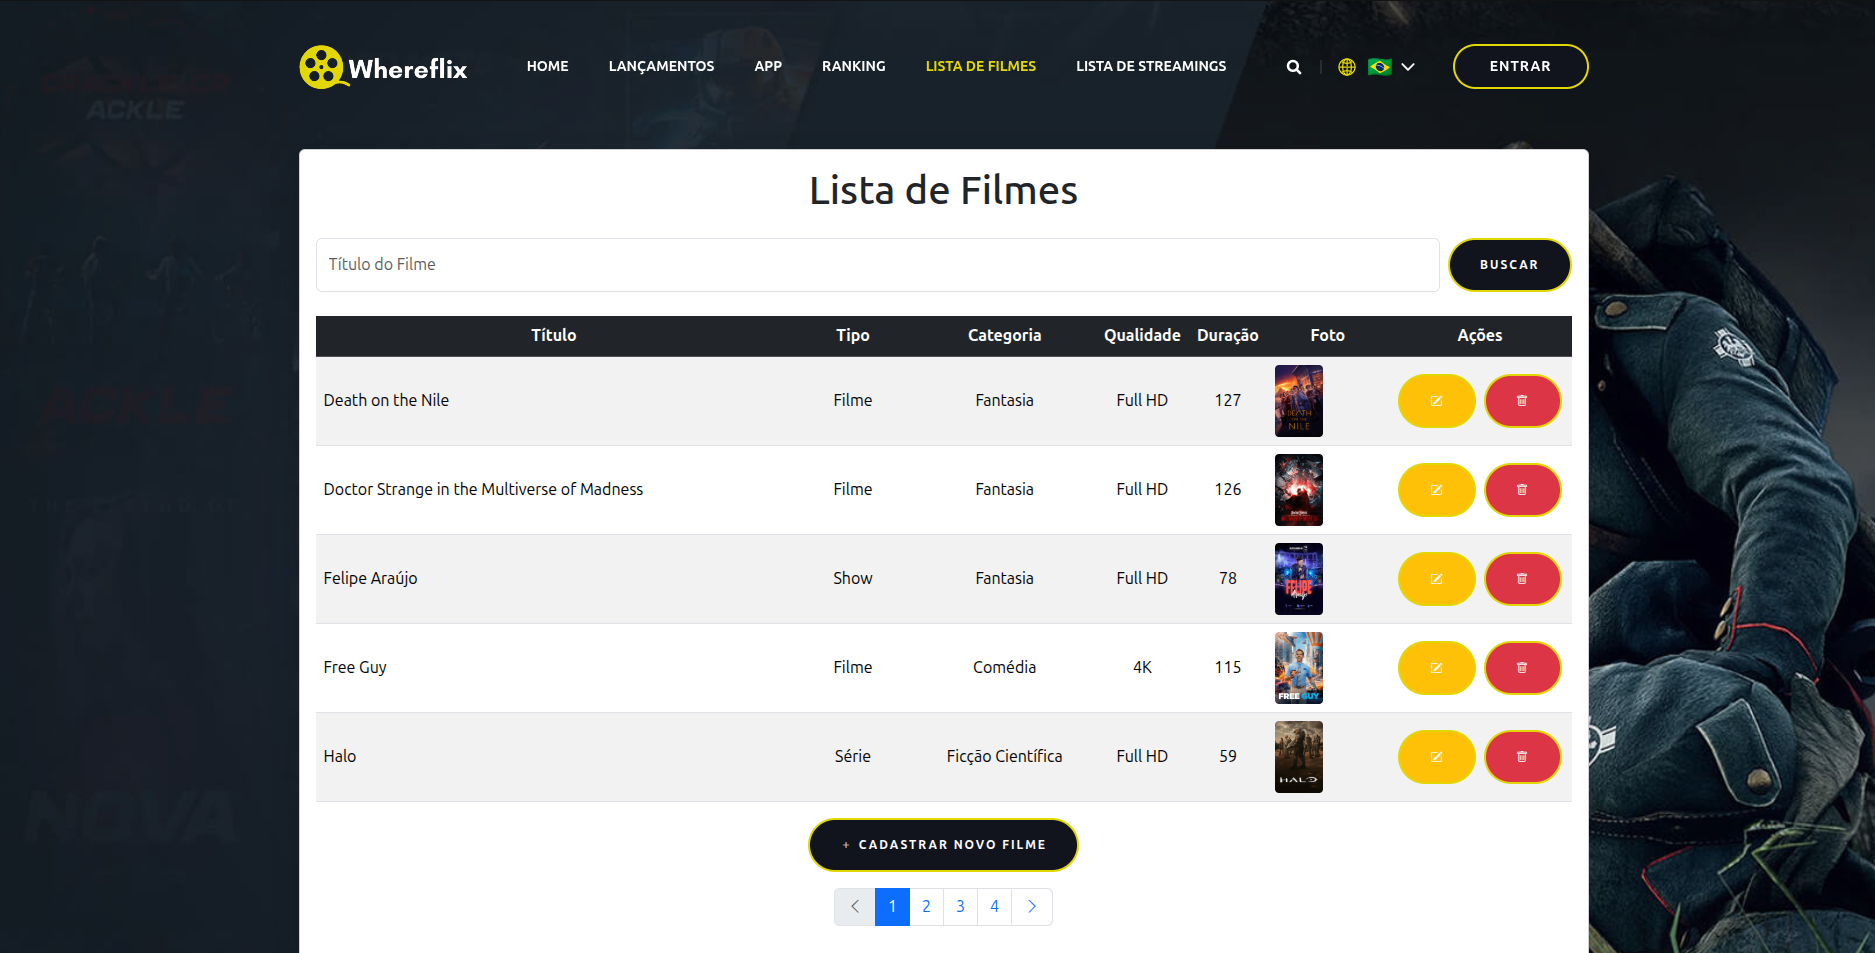 Whereflix
HOME LANÇAMENTOS APP RANKING LISTA DE FILMES LISTA DE STREAMINGS ENTRAR
ACKLE
Lista de Filmes
Título do Filme BUSCAR
Título Tipo Categoria Qualidade Duração Foto Ações
Death on the Nile Filme Fantasia Full HD 127
DEATH
NILE
Doctor Strange in the Multiverse of Madness Filme Fantasia Full HD 126
ACKLE
Felipe Araújo Show Fantasia Full HD 78
FELIPE
Free Guy Filme Comédia 4K 115
FREE GUY
Halo Série Ficção Científica Full HD 59
HALO
NOVA
+ CADASTRAR NOVO FILME
1 2 3 4